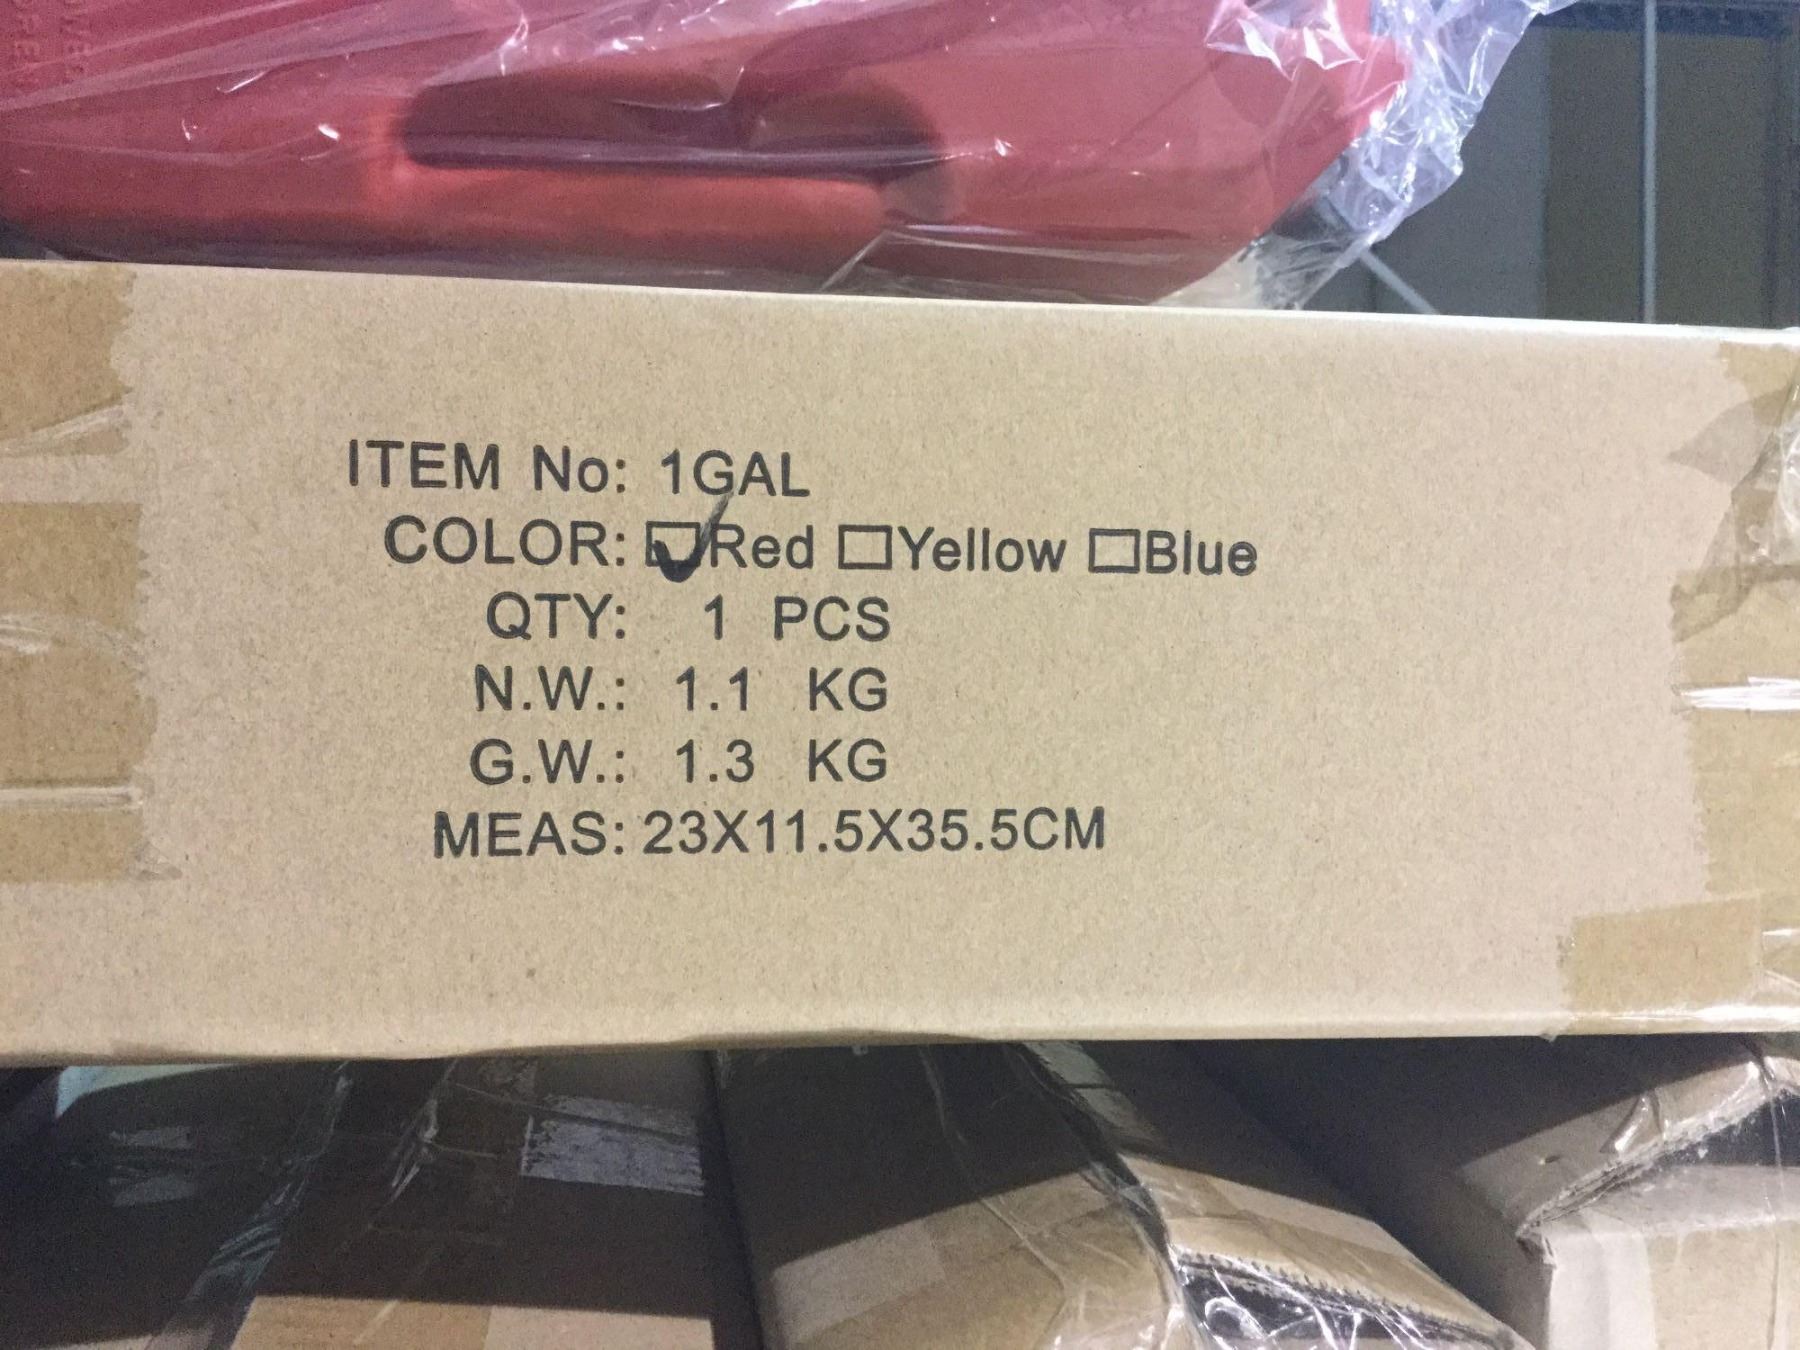 ITEM No: 1GAL
COLOR: ☑Red ☐Yellow ☐Blue
QTY: 1 PCS
N.W.: 1.1 KG
G.W.: 1.3 KG
MEAS: 23X11.5X35.5CM